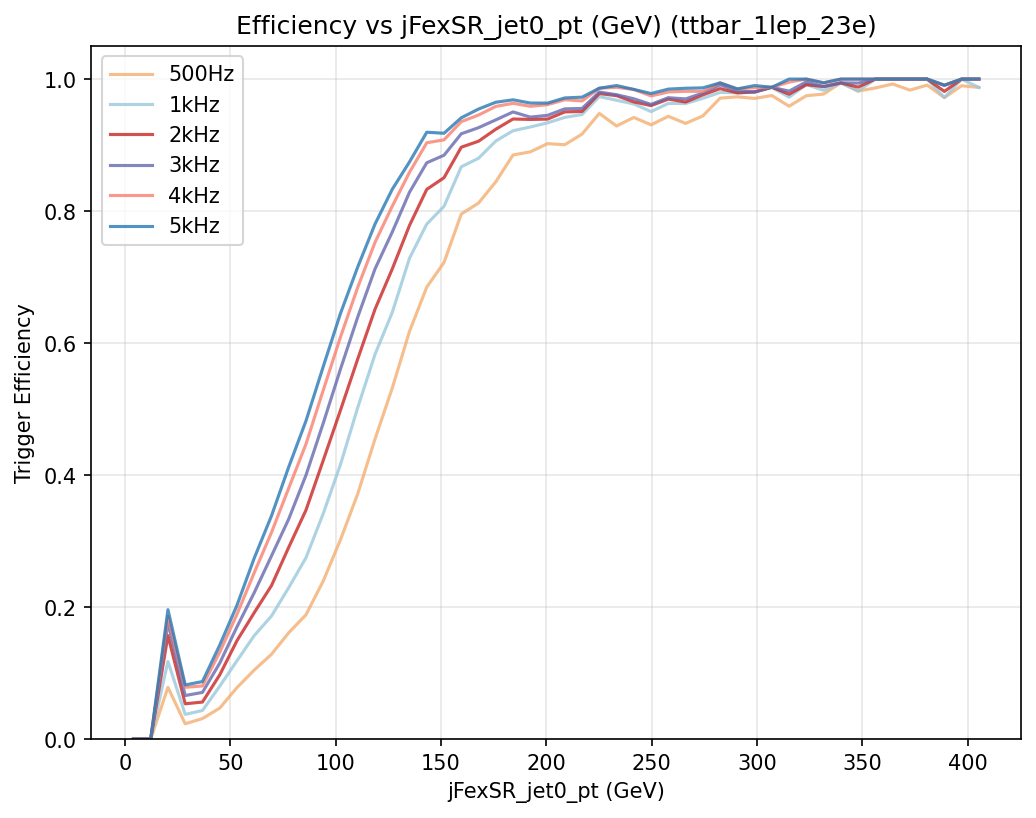 Efficiency vs jFexSR_jet0_pt (GeV) (ttbar_1lep_23e)
500Hz
1kHz
2kHz
3kHz
4kHz
5kHz
Trigger Efficiency
1.0
0.8
0.6
0.4
0.2
0.0
0 50 100 150 200 250 300 350 400
jFexSR_jet0_pt (GeV)